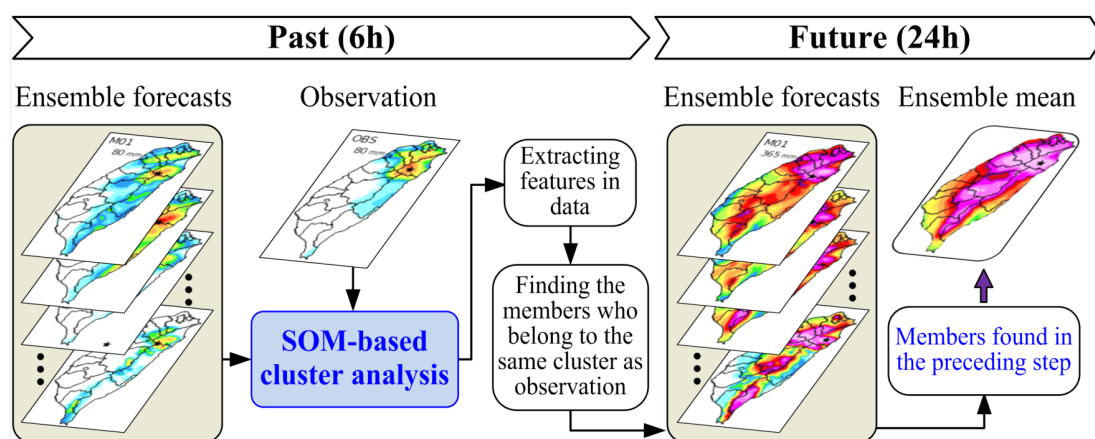 Past (6h)
Future (24h)
Ensemble forecasts
Observation
Ensemble forecasts
Ensemble mean
M01
80 mm
OBS
80 mm
Extracting
features in
data
M01
365 mm
SOM-based
cluster analysis
Finding the
members who
belong to the
same cluster as
observation
Members found in
the preceding step